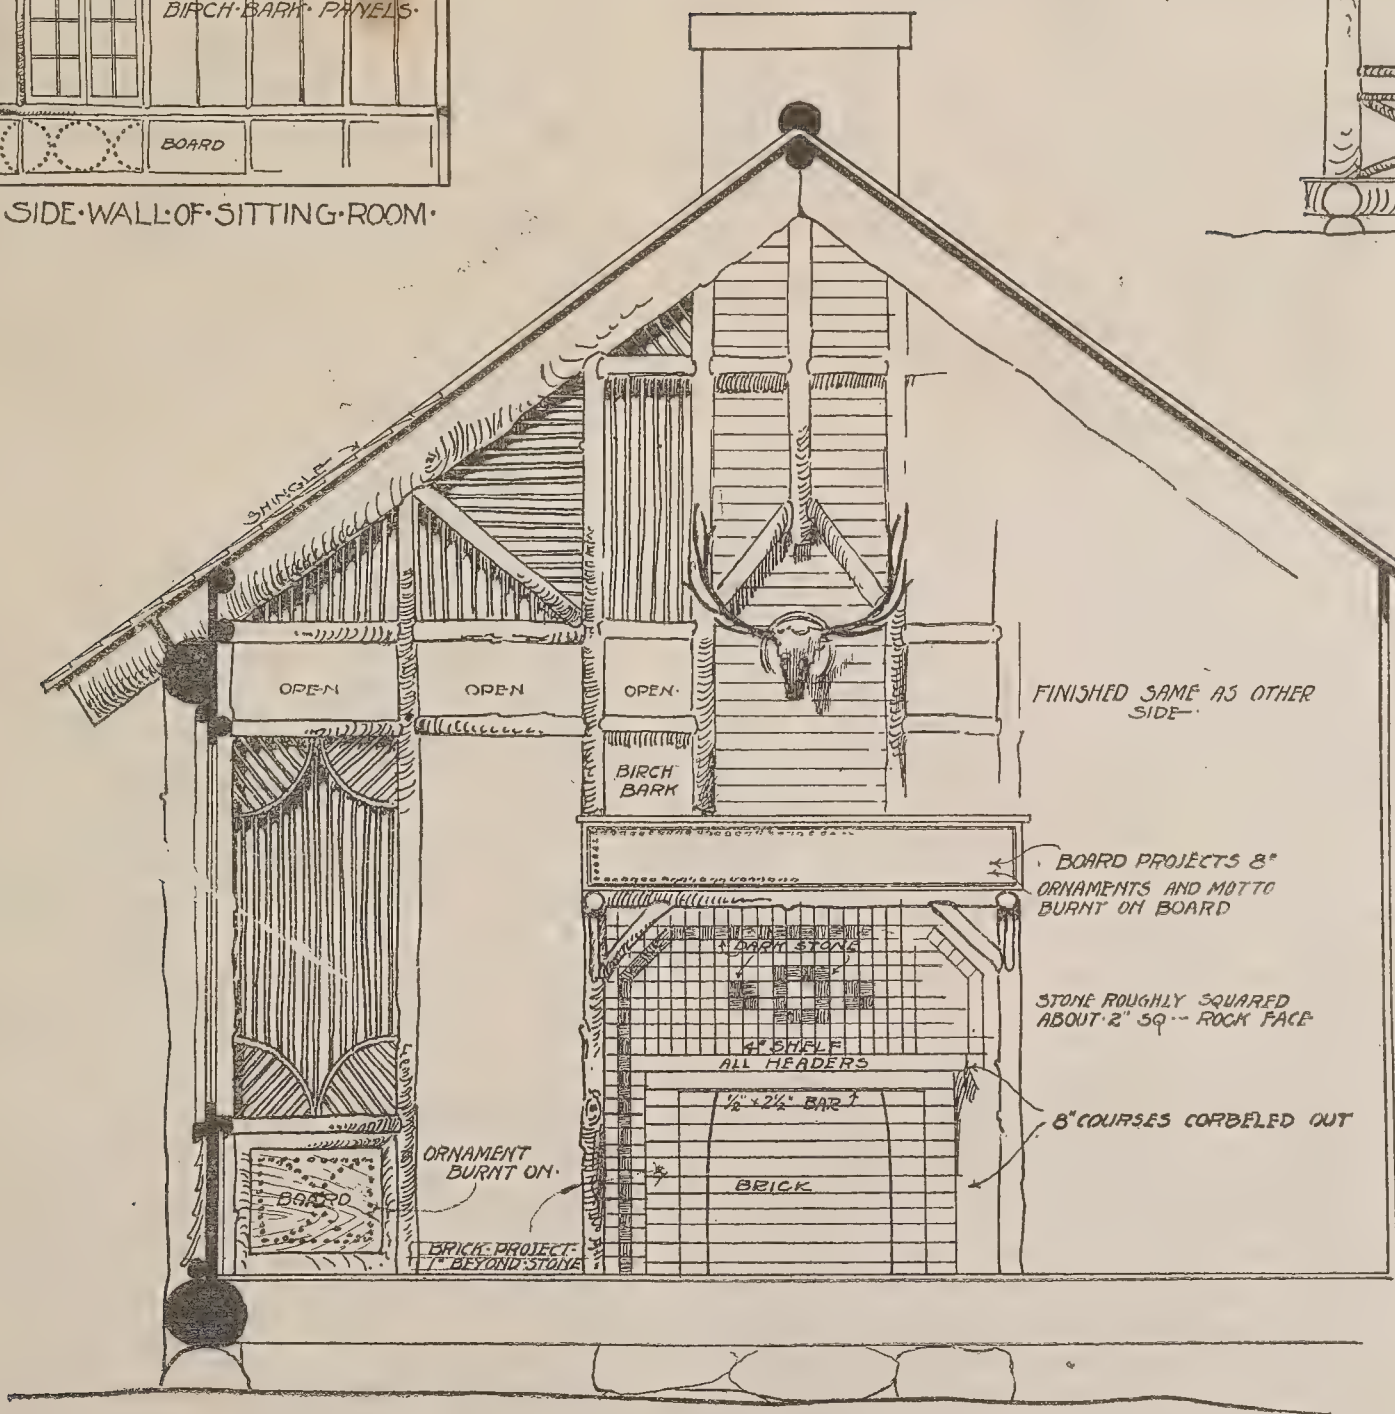 BIRCH·BARK·PANELS·
BOARD
SIDE·WALL·OF·SITTING·ROOM·
SHINGLE
OPEN
OPEN
OPEN·
FINISHED SAME AS OTHER
SIDE—·
BIRCH
BARK
BOARD PROJECTS 8"
ORNAMENTS AND MOTTO
BURNT ON BOARD
DARK STONE
STONE ROUGHLY SQUARED
ABOUT·2" SQ·- ROCK FACE
4" SHELF
ALL HEADERS
½" × 2½" BAR
8" COURSES CORBELED OUT
ORNAMENT
BURNT ON·
BOARD
BRICK
BRICK·PROJECT·
1" BEYOND·STONE